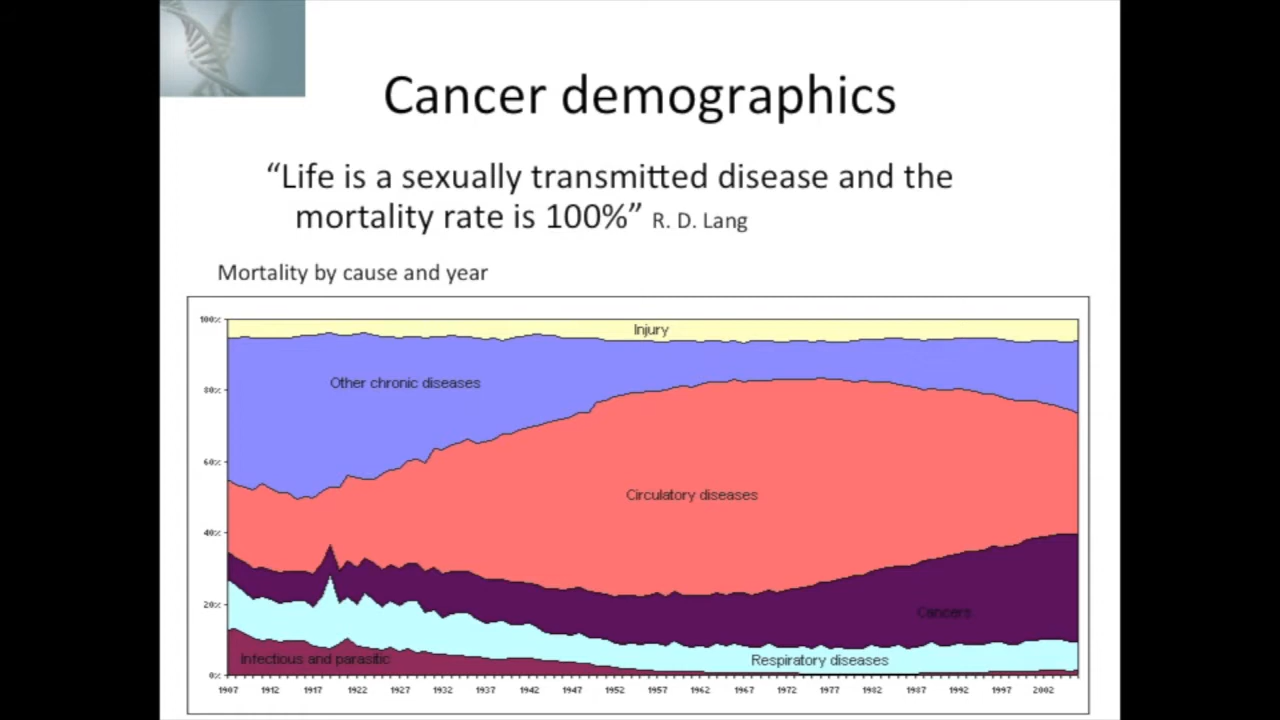 Cancer demographics
“Life is a sexually transmitted disease and the
mortality rate is 100%” R. D. Lang
Mortality by cause and year
100%
Injury
Other chronic diseases
80%
60%
Circulatory diseases
40%
20%
Cancers
Infectious and parasitic
Respiratory diseases
0%
1907 1912 1917 1922 1927 1932 1937 1942 1947 1952 1957 1962 1967 1972 1977 1982 1987 1992 1997 2002